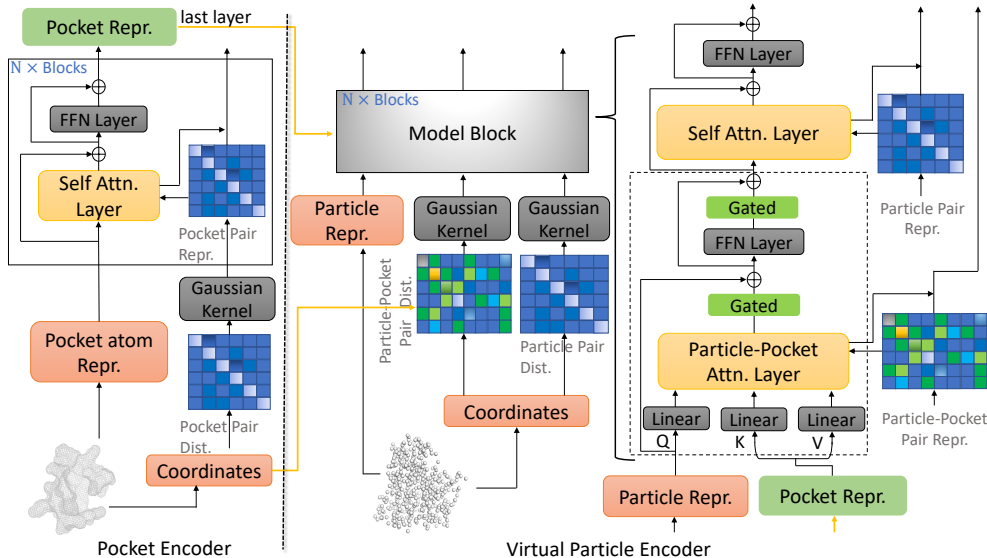 Pocket Repr.
last layer
N × Blocks
FFN Layer
Self Attn.
Layer
Pocket Pair
Repr.
Gaussian
Kernel
Pocket atom
Repr.
Pocket Pair
Dist.
Coordinates
Pocket Encoder
N × Blocks
Model Block
Particle
Repr.
Gaussian
Kernel
Gaussian
Kernel
Particle-Pocket
Pair Dist.
Particle Pair
Dist.
Coordinates
Virtual Particle Encoder
FFN Layer
Self Attn. Layer
Particle Pair
Repr.
Gated
FFN Layer
Gated
Particle-Pocket
Attn. Layer
Particle-Pocket
Pair Repr.
Linear
Linear
Linear
Q
K
V
Particle Repr.
Pocket Repr.